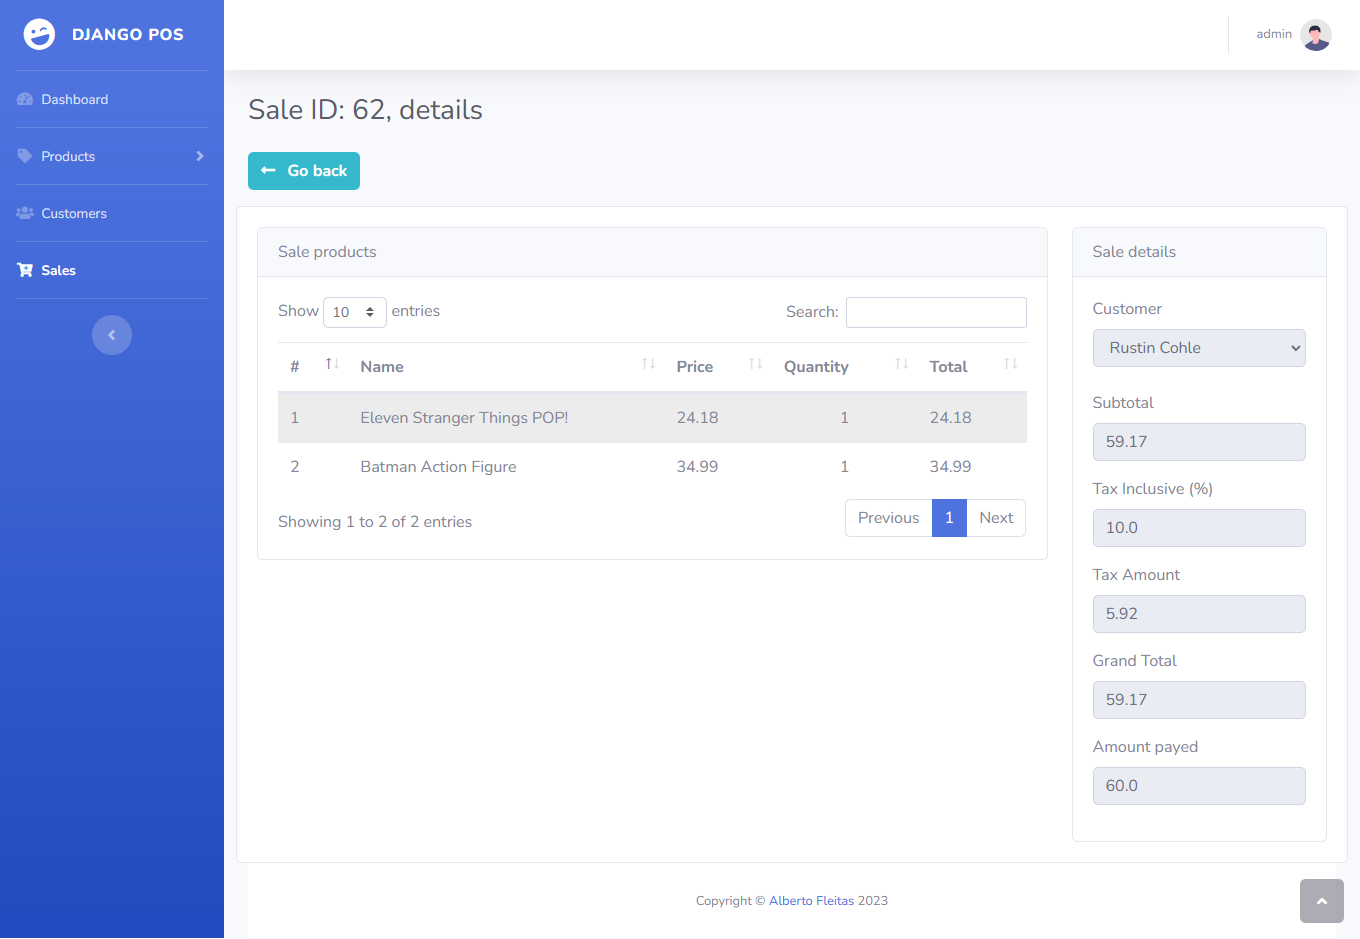 DJANGO POS
admin
Dashboard
Products
Customers
Sales
Sale ID: 62, details
Go back
Sale products
Show 10 entries
Search:
# Name Price Quantity Total
1 Eleven Stranger Things POP! 24.18 1 24.18
2 Batman Action Figure 34.99 1 34.99
Showing 1 to 2 of 2 entries
Previous 1 Next
Sale details
Customer
Rustin Cohle
Subtotal
59.17
Tax Inclusive (%)
10.0
Tax Amount
5.92
Grand Total
59.17
Amount payed
60.0
Copyright © Alberto Fleitas 2023